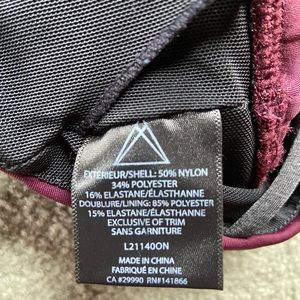 EXTÉRIEUR/SHELL: 50% NYLON
34% POLYESTER
16% ELASTANE/ÉLASTHANNE
DOUBLURE/LINING: 85% POLYESTER
15% ELASTANE/ÉLASTHANNE
EXCLUSIVE OF TRIM
SANS GARNITURE
L21140ON
MADE IN CHINA
FABRIQUÉ EN CHINE
CA #29990 RN#141866